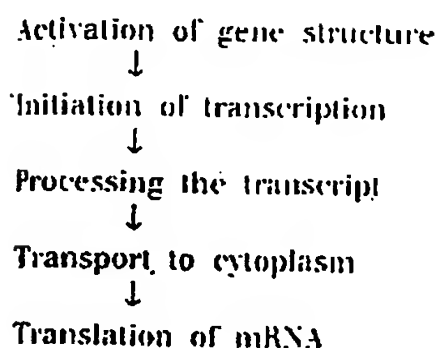 Activation of gene structure
↓
Initiation of transcription
↓
Processing the transcript
↓
Transport to cytoplasm
↓
Translation of mRNA